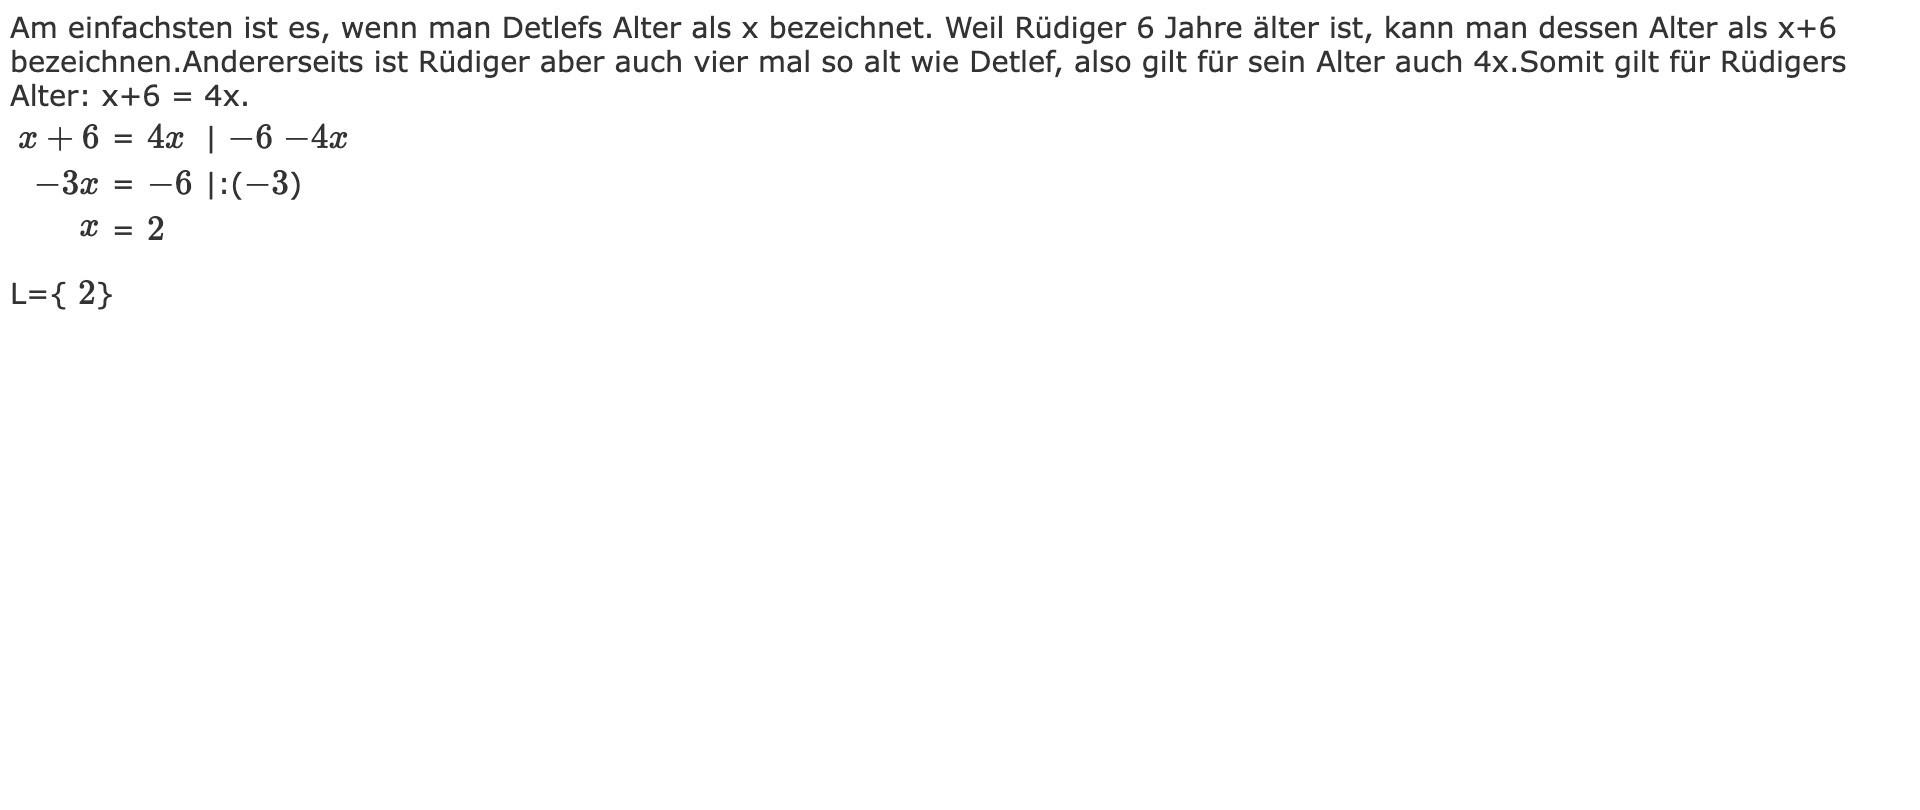 Am einfachsten ist es, wenn man Detlefs Alter als x bezeichnet. Weil Rüdiger 6 Jahre älter ist, kann man dessen Alter als x+6
bezeichnen.Andererseits ist Rüdiger aber auch vier mal so alt wie Detlef, also gilt für sein Alter auch 4x.Somit gilt für Rüdigers
Alter: x+6 = 4x.
x + 6 = 4x | −6 −4x
−3x = −6 |:(−3)
x = 2
L={ 2}